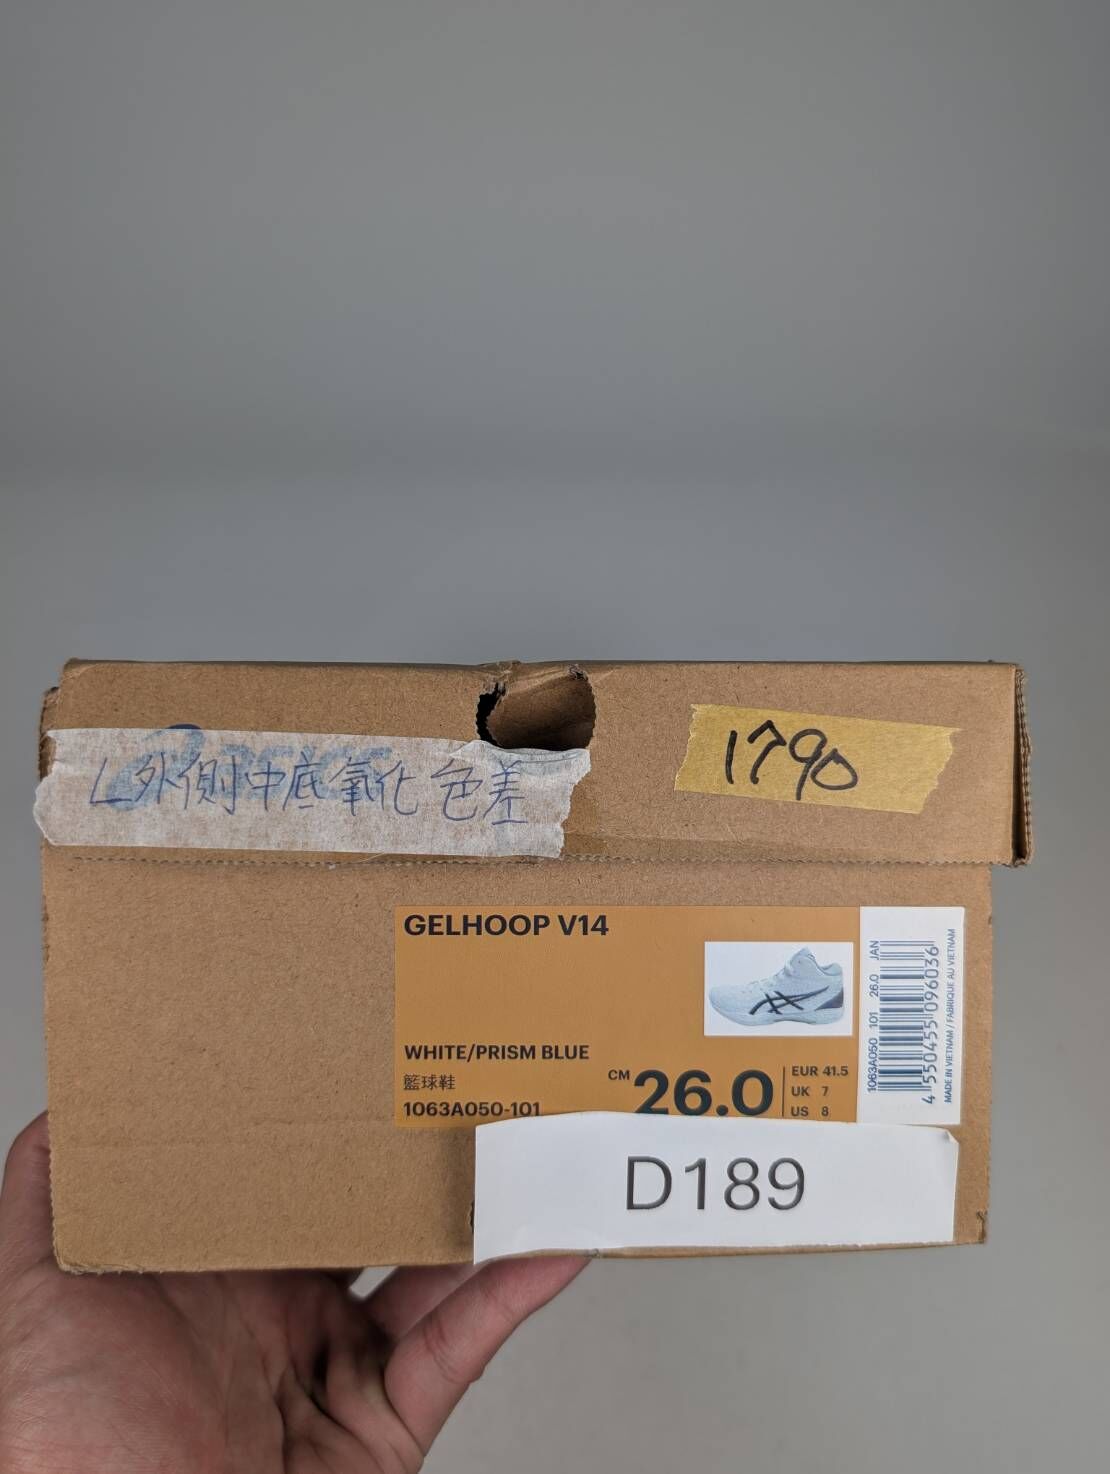 asics
L外側中底氧化色差
1790
GELHOOP V14
WHITE/PRISM BLUE
籃球鞋
1063A050-101
CM 26.0
EUR 41.5
UK 7
US 8
1063A050 101 26.0 JAN
4 550455 096036
MADE IN VIETNAM / FABRIQUE AU VIETNAM
D189